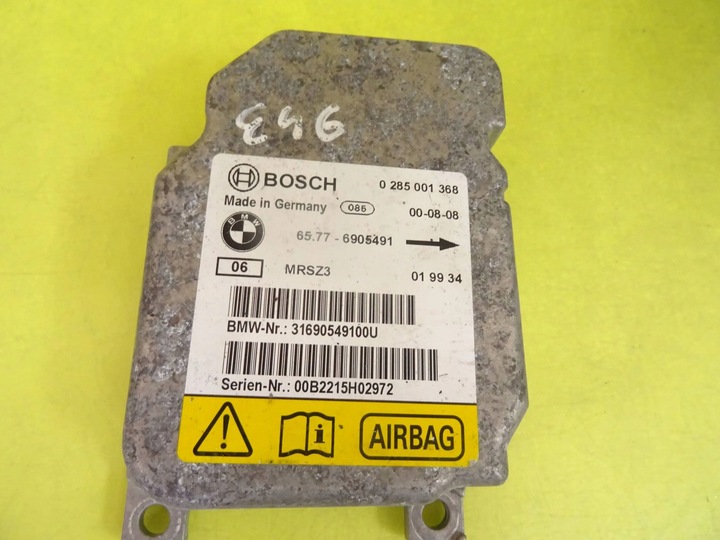 E46
BOSCH 0 285 001 368
Made in Germany 086 00-08-08
BMW 65.77 - 6905491
06 MRSZ3 01 99 34
BMW-Nr.: 31690549100U
Serien-Nr.: 00B2215H02972
AIRBAG